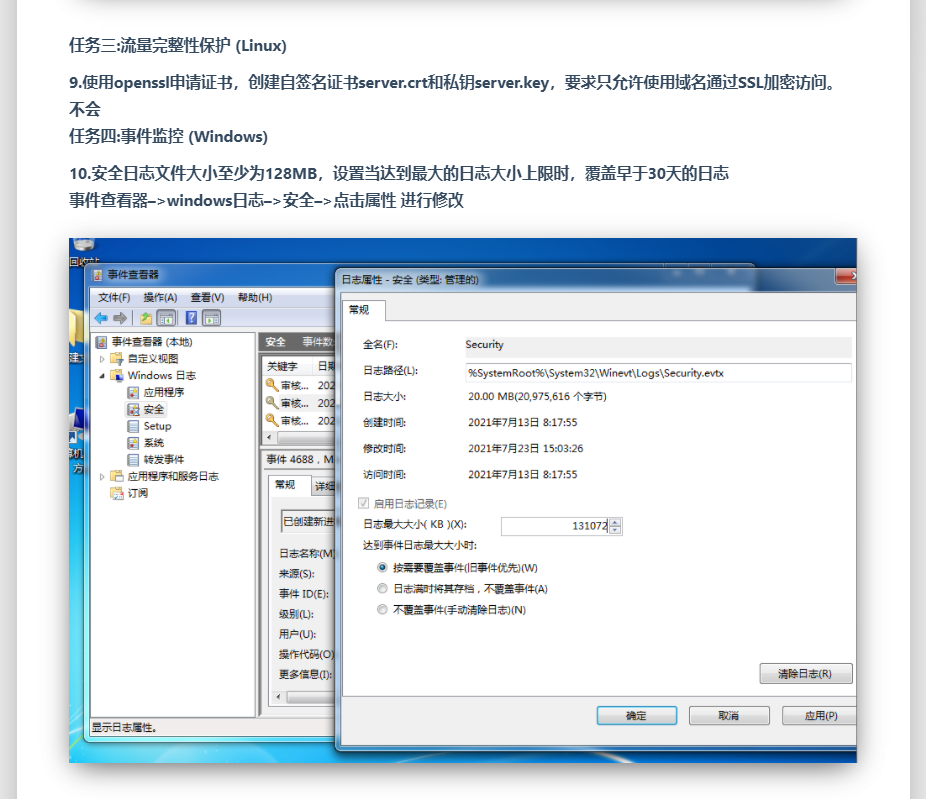 任务三:流量完整性保护 (Linux)
9.使用openssl申请证书，创建自签名证书server.crt和私钥server.key，要求只允许使用域名通过SSL加密访问。
不会
任务四:事件监控 (Windows)
10.安全日志文件大小至少为128MB，设置当达到最大的日志大小上限时，覆盖早于30天的日志
事件查看器–>windows日志–>安全–>点击属性 进行修改
回收站
事件查看器
文件(F) 操作(A) 查看(V) 帮助(H)
事件查看器 (本地)
自定义视图
Windows 日志
应用程序
安全
Setup
系统
转发事件
应用程序和服务日志
订阅
安全 事件数
关键字 日期
审核... 202
审核... 202
审核... 202
事件 4688，M
常规 详细
已创建新进
日志名称(M)
来源(S):
事件 ID(E):
级别(L):
用户(U):
操作代码(O)
更多信息(I):
显示日志属性。
日志属性 - 安全 (类型: 管理的)
常规
全名(F): Security
日志路径(L): %SystemRoot%\System32\Winevt\Logs\Security.evtx
日志大小: 20.00 MB(20,975,616 个字节)
创建时间: 2021年7月13日 8:17:55
修改时间: 2021年7月23日 15:03:26
访问时间: 2021年7月13日 8:17:55
启用日志记录(E)
日志最大大小( KB )(X): 131072
达到事件日志最大大小时:
按需要覆盖事件(旧事件优先)(W)
日志满时将其存档，不覆盖事件(A)
不覆盖事件(手动清除日志)(N)
清除日志(R)
确定 取消 应用(P)